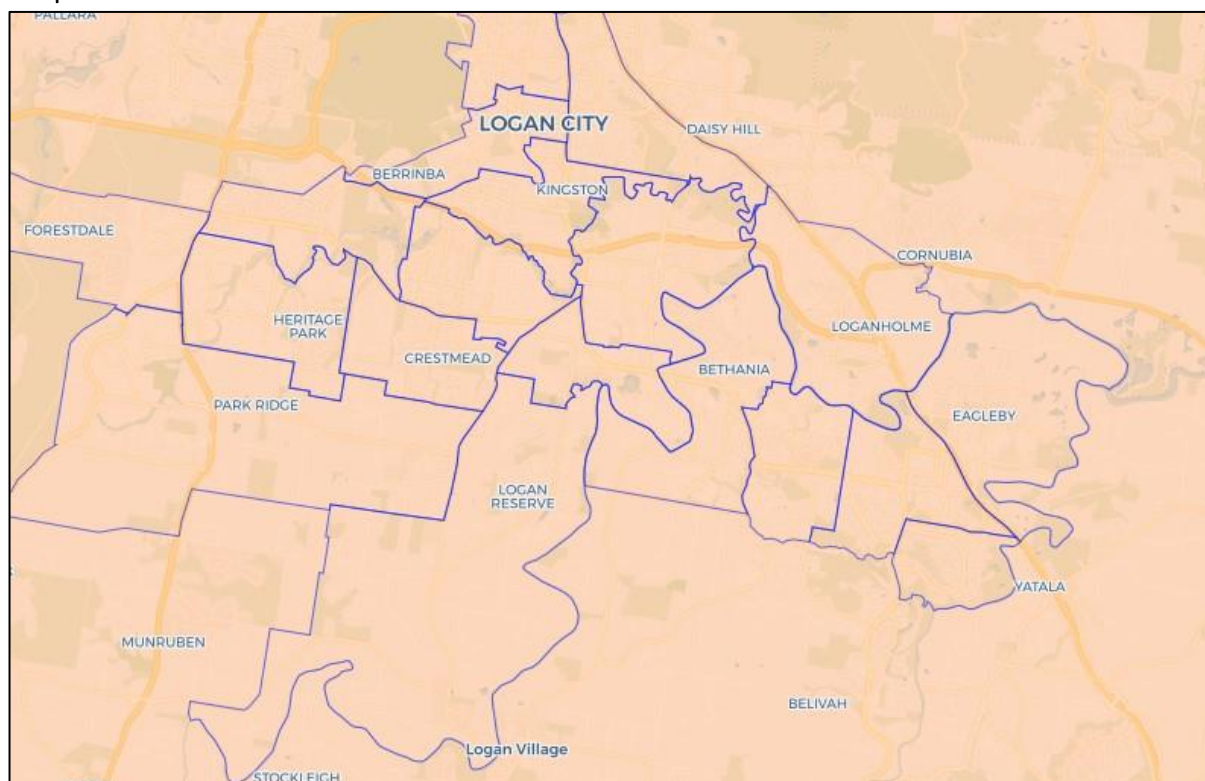 PALLARA
LOGAN CITY
DAISY HILL
BERRINBA
KINGSTON
FORESTDALE
CORNUBIA
HERITAGE
PARK
LOGANHOLME
CRESTMEAD
BETHANIA
PARK RIDGE
EAGLEBY
LOGAN
RESERVE
YATALA
MUNRUBEN
BELIVAH
Logan Village
STOCKLEIGH